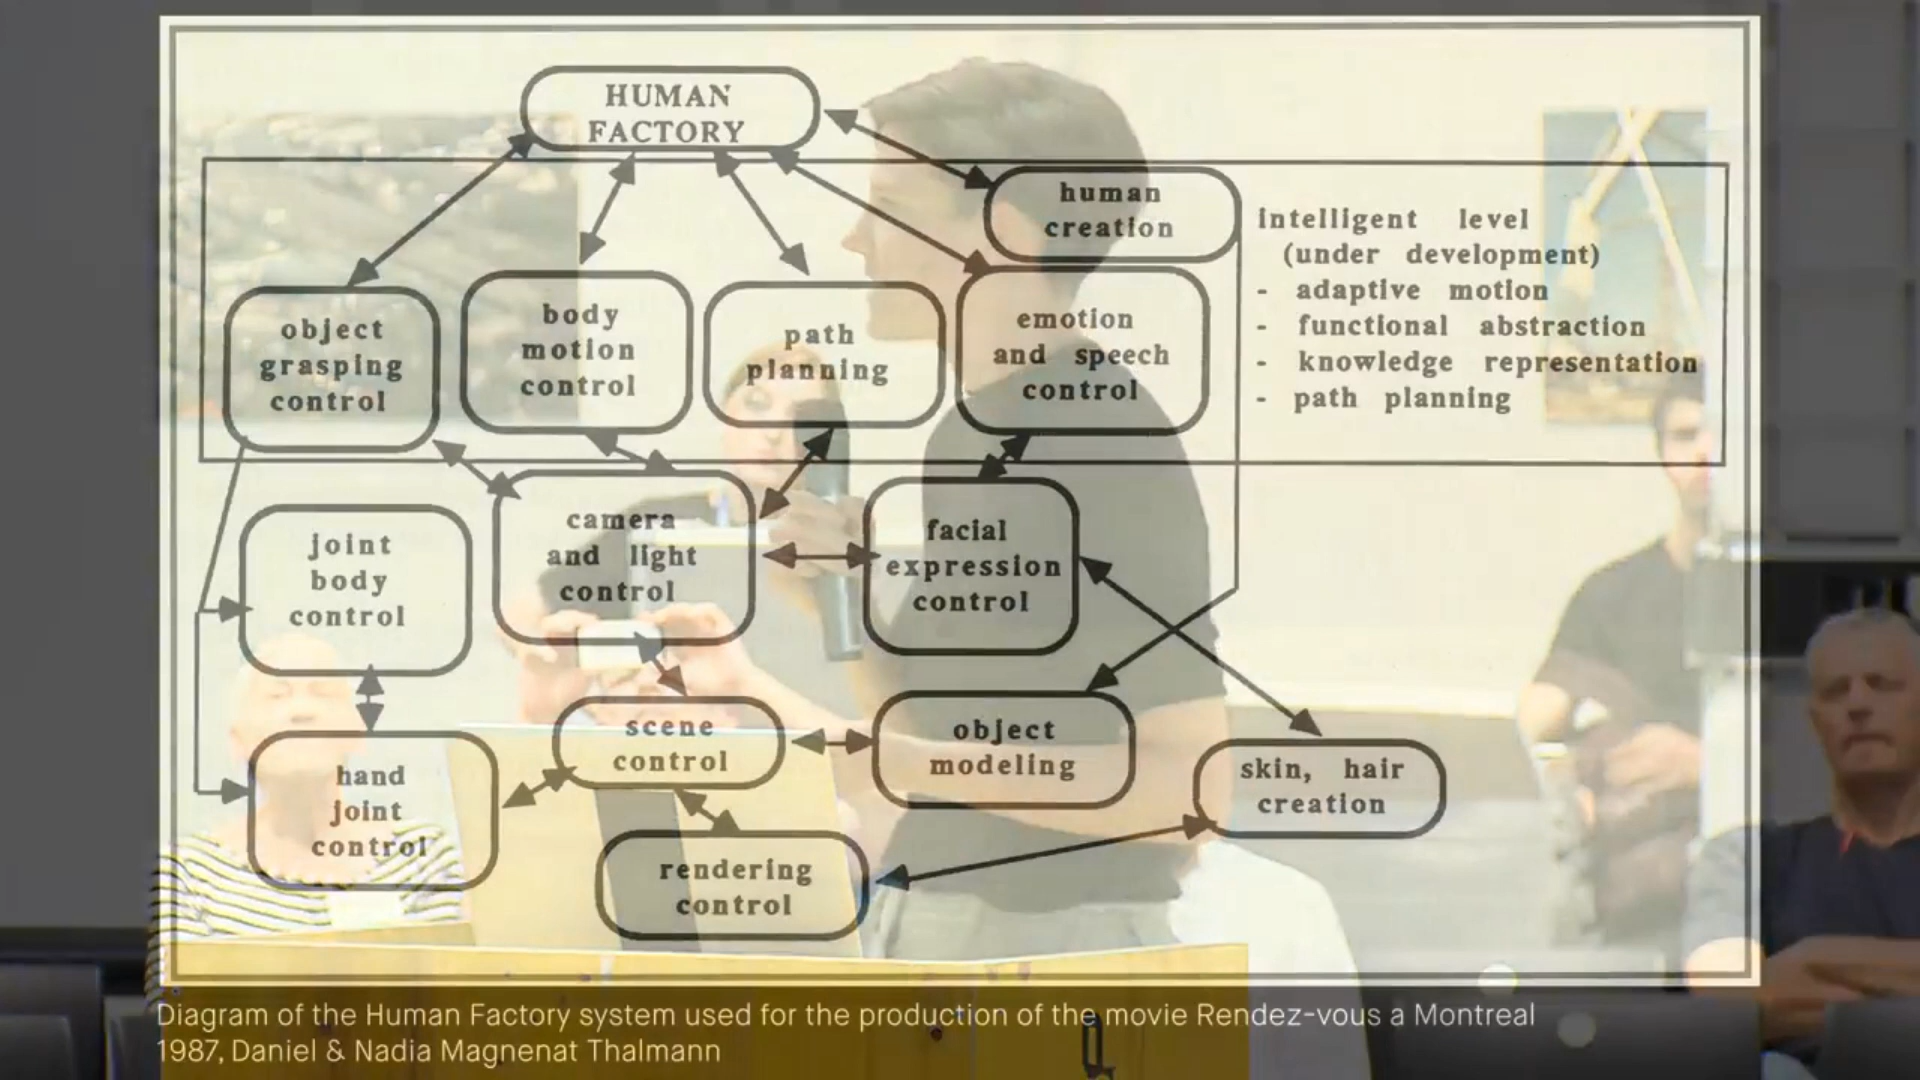 HUMAN
FACTORY
human
creation
intelligent level
(under development)
- adaptive motion
- functional abstraction
- knowledge representation
- path planning
object
grasping
control
body
motion
control
path
planning
emotion
and speech
control
joint
body
control
camera
and light
control
facial
expression
control
hand
joint
control
scene
control
object
modeling
skin, hair
creation
rendering
control
Diagram of the Human Factory system used for the production of the movie Rendez-vous a Montreal
1987, Daniel & Nadia Magnenat Thalmann